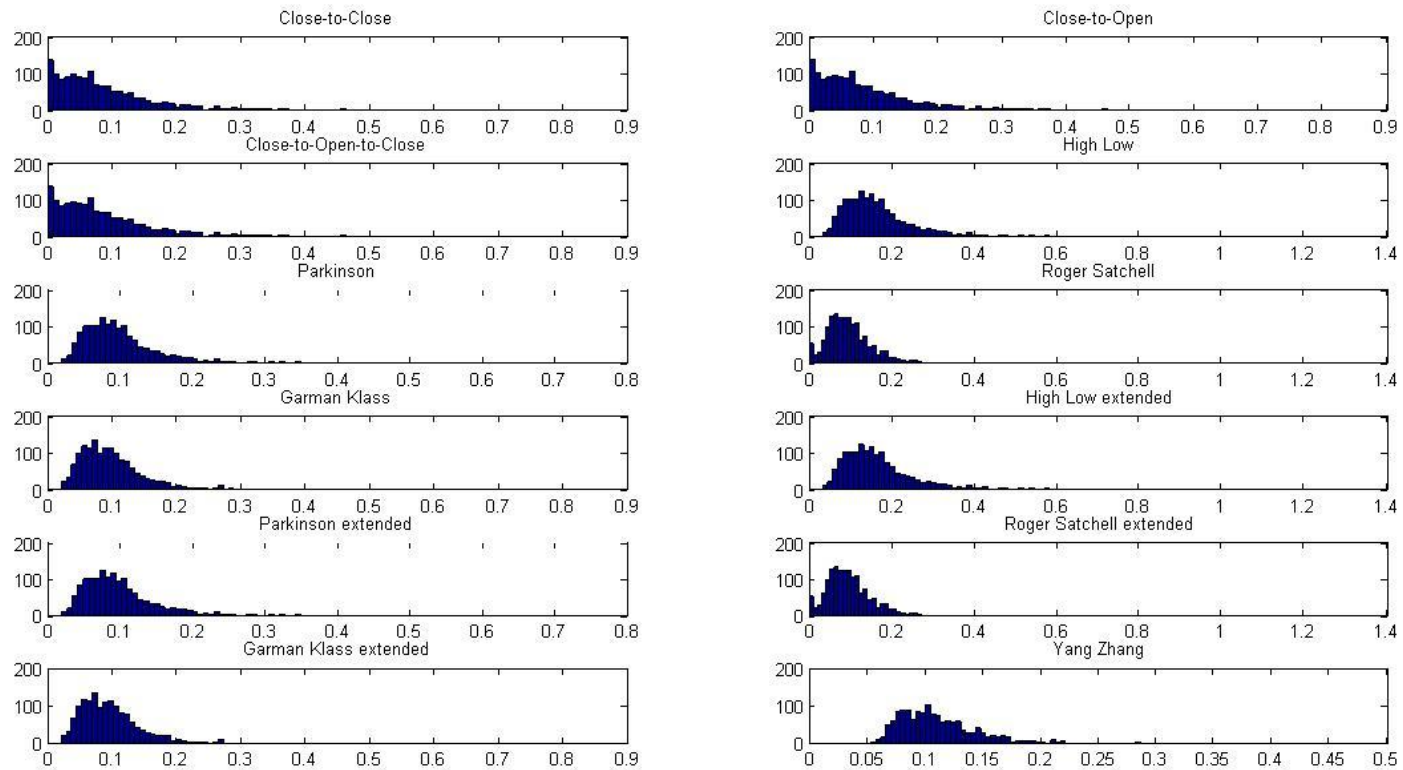 Close-to-Close
200
100
0
0 0.1 0.2 0.3 0.4 0.5 0.6 0.7 0.8 0.9
Close-to-Open
200
100
0
0 0.1 0.2 0.3 0.4 0.5 0.6 0.7 0.8 0.9
Close-to-Open-to-Close
200
100
0
0 0.1 0.2 0.3 0.4 0.5 0.6 0.7 0.8 0.9
High Low
200
100
0
0 0.2 0.4 0.6 0.8 1 1.2 1.4
Parkinson
200
100
0
0 0.1 0.2 0.3 0.4 0.5 0.6 0.7 0.8
Roger Satchell
200
100
0
0 0.2 0.4 0.6 0.8 1 1.2 1.4
Garman Klass
200
100
0
0 0.1 0.2 0.3 0.4 0.5 0.6 0.7 0.8 0.9
High Low extended
200
100
0
0 0.2 0.4 0.6 0.8 1 1.2 1.4
Parkinson extended
200
100
0
0 0.1 0.2 0.3 0.4 0.5 0.6 0.7 0.8
Roger Satchell extended
200
100
0
0 0.2 0.4 0.6 0.8 1 1.2 1.4
Garman Klass extended
200
100
0
0 0.1 0.2 0.3 0.4 0.5 0.6 0.7 0.8 0.9
Yang Zhang
200
100
0
0 0.05 0.1 0.15 0.2 0.25 0.3 0.35 0.4 0.45 0.5